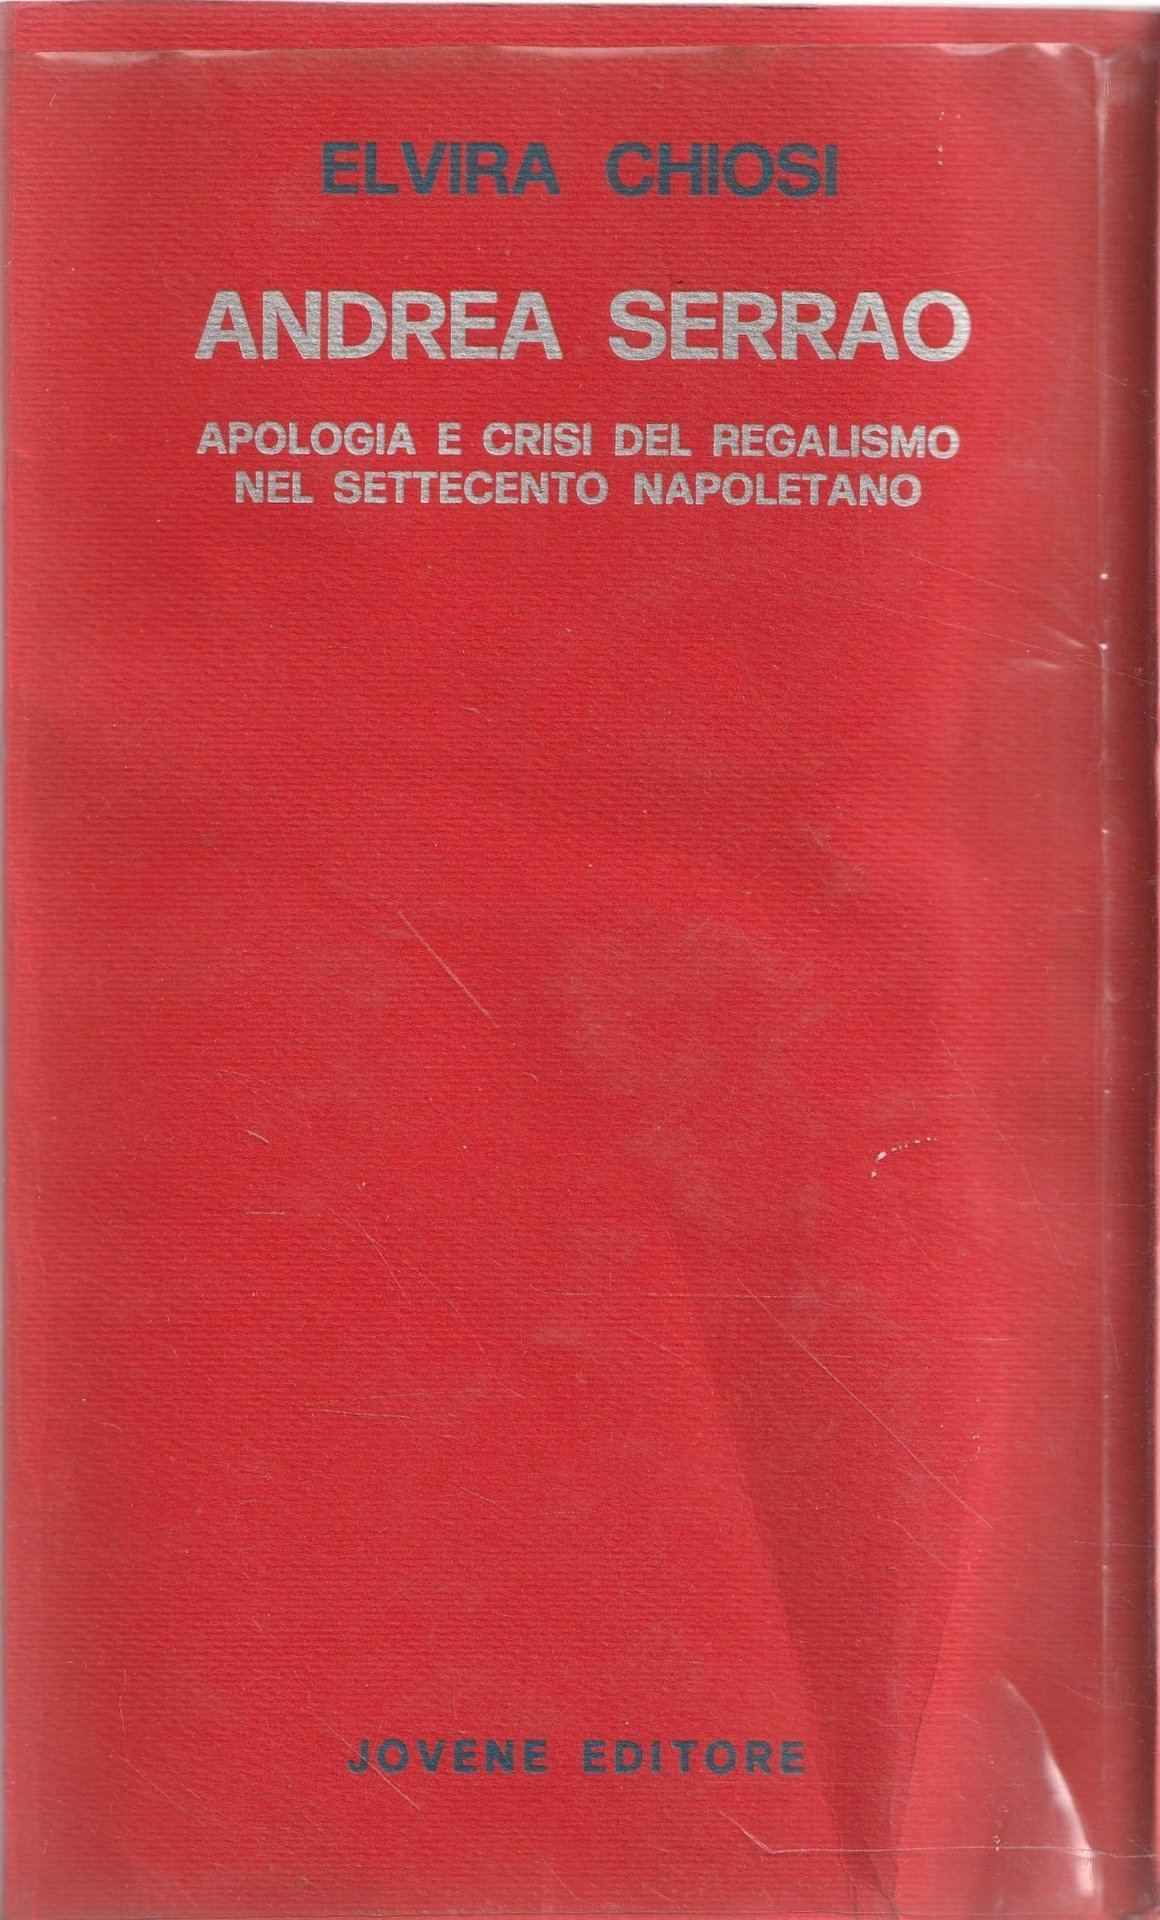 ELVIRA CHIOSI
ANDREA SERRAO
APOLOGIA E CRISI DEL REGALISMO
NEL SETTECENTO NAPOLETANO
JOVENE EDITORE